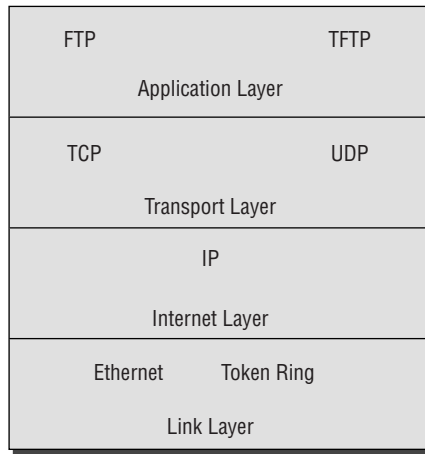 FTP TFTP
Application Layer
TCP UDP
Transport Layer
IP
Internet Layer
Ethernet Token Ring
Link Layer